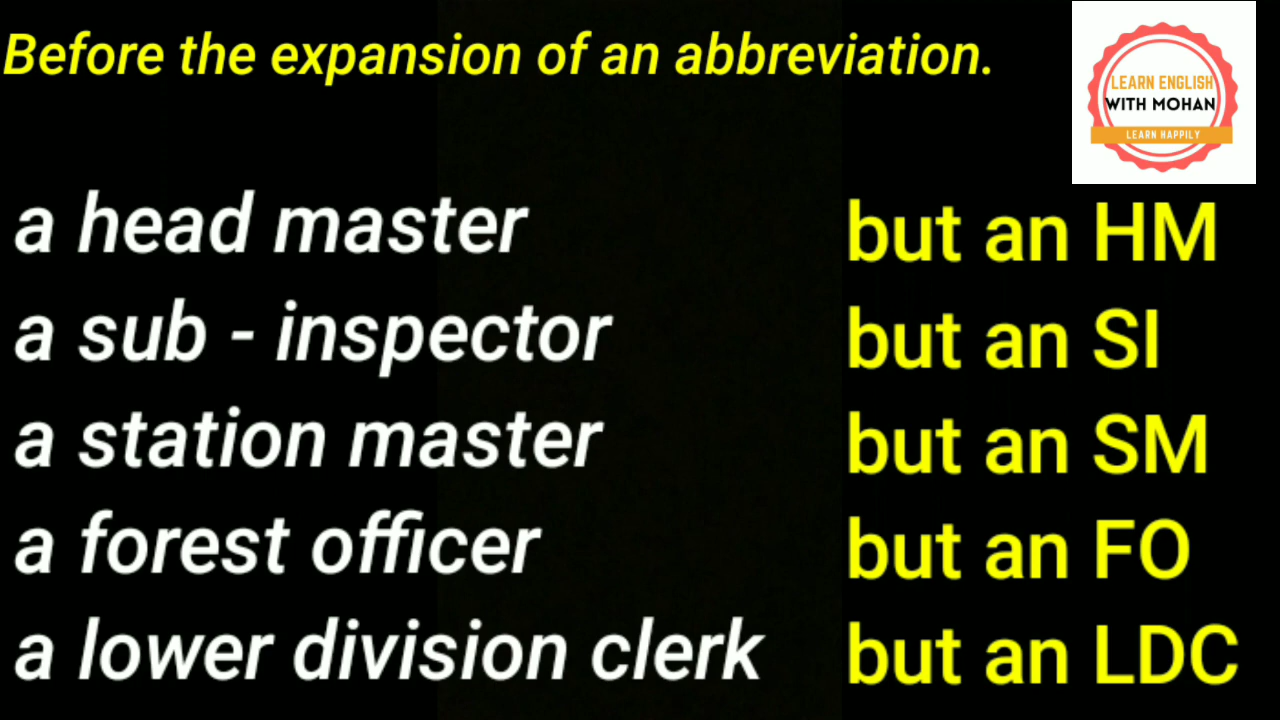 Before the expansion of an abbreviation.
LEARN ENGLISH
WITH MOHAN
LEARN HAPPILY
a head master but an HM
a sub - inspector but an SI
a station master but an SM
a forest officer but an FO
a lower division clerk but an LDC